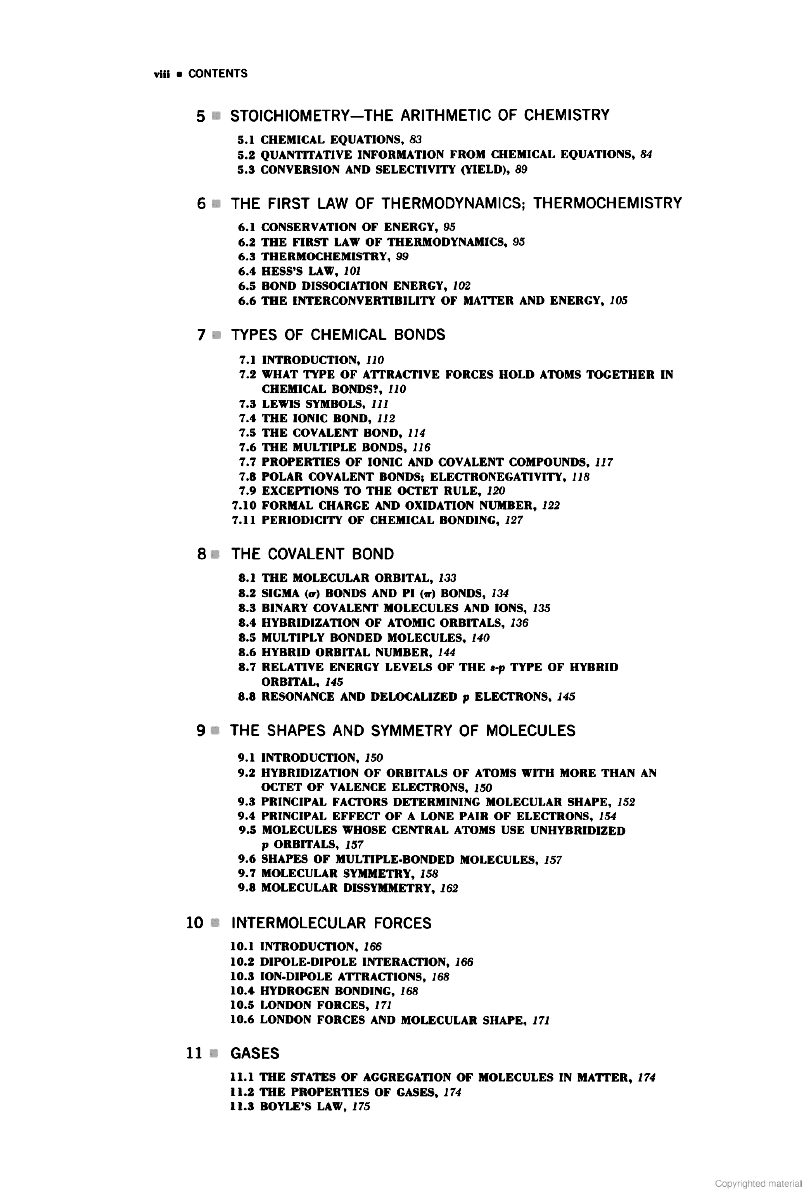 viii ▪ CONTENTS
5 ▪ STOICHIOMETRY—THE ARITHMETIC OF CHEMISTRY
5.1 CHEMICAL EQUATIONS, 83
5.2 QUANTITATIVE INFORMATION FROM CHEMICAL EQUATIONS, 84
5.3 CONVERSION AND SELECTIVITY (YIELD), 89
6 ▪ THE FIRST LAW OF THERMODYNAMICS; THERMOCHEMISTRY
6.1 CONSERVATION OF ENERGY, 95
6.2 THE FIRST LAW OF THERMODYNAMICS, 95
6.3 THERMOCHEMISTRY, 99
6.4 HESS'S LAW, 101
6.5 BOND DISSOCIATION ENERGY, 102
6.6 THE INTERCONVERTIBILITY OF MATTER AND ENERGY, 105
7 ▪ TYPES OF CHEMICAL BONDS
7.1 INTRODUCTION, 110
7.2 WHAT TYPE OF ATTRACTIVE FORCES HOLD ATOMS TOGETHER IN
CHEMICAL BONDS?, 110
7.3 LEWIS SYMBOLS, 111
7.4 THE IONIC BOND, 112
7.5 THE COVALENT BOND, 114
7.6 THE MULTIPLE BONDS, 116
7.7 PROPERTIES OF IONIC AND COVALENT COMPOUNDS, 117
7.8 POLAR COVALENT BONDS; ELECTRONEGATIVITY, 118
7.9 EXCEPTIONS TO THE OCTET RULE, 120
7.10 FORMAL CHARGE AND OXIDATION NUMBER, 122
7.11 PERIODICITY OF CHEMICAL BONDING, 127
8 ▪ THE COVALENT BOND
8.1 THE MOLECULAR ORBITAL, 133
8.2 SIGMA (σ) BONDS AND PI (π) BONDS, 134
8.3 BINARY COVALENT MOLECULES AND IONS, 135
8.4 HYBRIDIZATION OF ATOMIC ORBITALS, 136
8.5 MULTIPLY BONDED MOLECULES, 140
8.6 HYBRID ORBITAL NUMBER, 144
8.7 RELATIVE ENERGY LEVELS OF THE s-p TYPE OF HYBRID
ORBITAL, 145
8.8 RESONANCE AND DELOCALIZED p ELECTRONS, 145
9 ▪ THE SHAPES AND SYMMETRY OF MOLECULES
9.1 INTRODUCTION, 150
9.2 HYBRIDIZATION OF ORBITALS OF ATOMS WITH MORE THAN AN
OCTET OF VALENCE ELECTRONS, 150
9.3 PRINCIPAL FACTORS DETERMINING MOLECULAR SHAPE, 152
9.4 PRINCIPAL EFFECT OF A LONE PAIR OF ELECTRONS, 154
9.5 MOLECULES WHOSE CENTRAL ATOMS USE UNHYBRIDIZED
p ORBITALS, 157
9.6 SHAPES OF MULTIPLE-BONDED MOLECULES, 157
9.7 MOLECULAR SYMMETRY, 158
9.8 MOLECULAR DISSYMMETRY, 162
10 ▪ INTERMOLECULAR FORCES
10.1 INTRODUCTION, 166
10.2 DIPOLE-DIPOLE INTERACTION, 166
10.3 ION-DIPOLE ATTRACTIONS, 168
10.4 HYDROGEN BONDING, 168
10.5 LONDON FORCES, 171
10.6 LONDON FORCES AND MOLECULAR SHAPE, 171
11 ▪ GASES
11.1 THE STATES OF AGGREGATION OF MOLECULES IN MATTER, 174
11.2 THE PROPERTIES OF GASES, 174
11.3 BOYLE'S LAW, 175
Copyrighted material